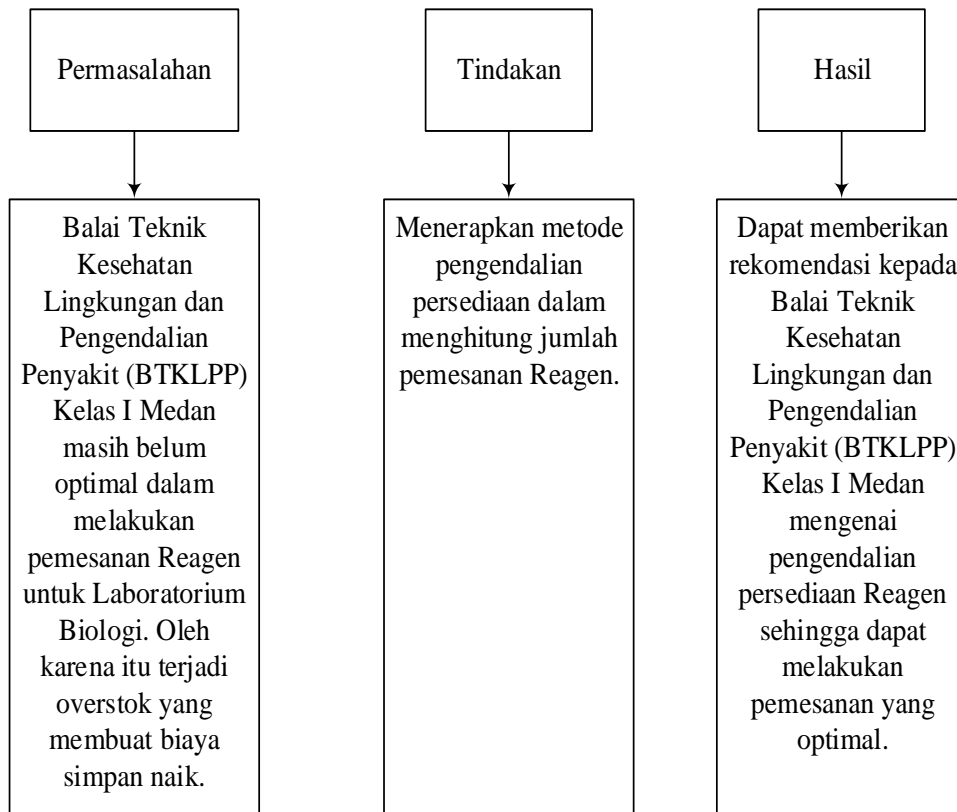 Permasalahan
Tindakan
Hasil
Balai Teknik
Kesehatan
Lingkungan dan
Pengendalian
Penyakit (BTKLPP)
Kelas I Medan
masih belum
optimal dalam
melakukan
pemesanan Reagen
untuk Laboratorium
Biologi. Oleh
karena itu terjadi
overstok yang
membuat biaya
simpan naik.
Menerapkan metode
pengendalian
persediaan dalam
menghitung jumlah
pemesanan Reagen.
Dapat memberikan
rekomendasi kepada
Balai Teknik
Kesehatan
Lingkungan dan
Pengendalian
Penyakit (BTKLPP)
Kelas I Medan
mengenai
pengendalian
persediaan Reagen
sehingga dapat
melakukan
pemesanan yang
optimal.